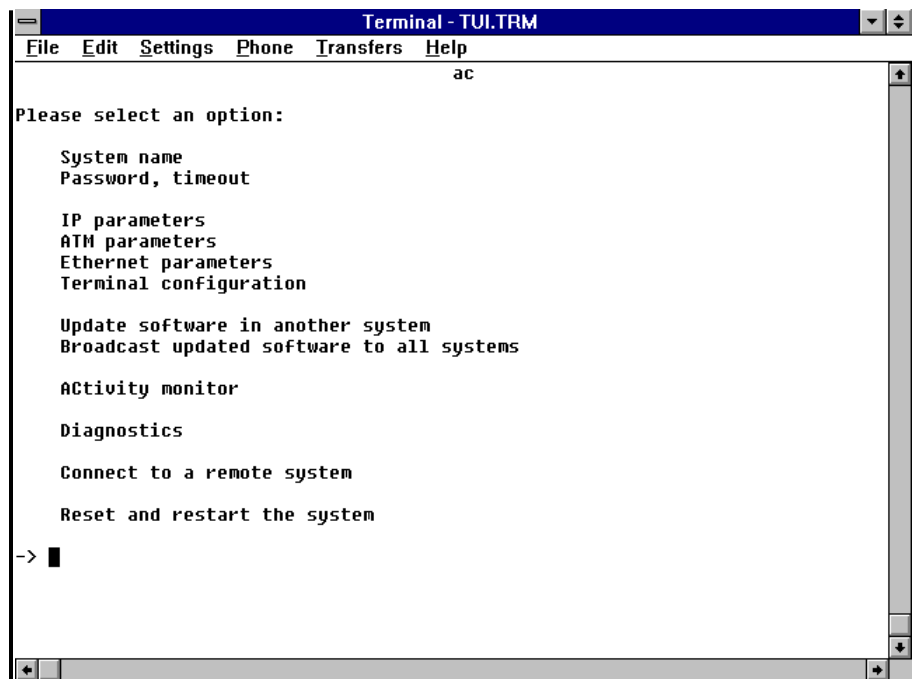 Terminal - TUI.TRM
File Edit Settings Phone Transfers Help
ac
Please select an option:
System name
Password, timeout
IP parameters
ATM parameters
Ethernet parameters
Terminal configuration
Update software in another system
Broadcast updated software to all systems
ACtivity monitor
Diagnostics
Connect to a remote system
Reset and restart the system
->